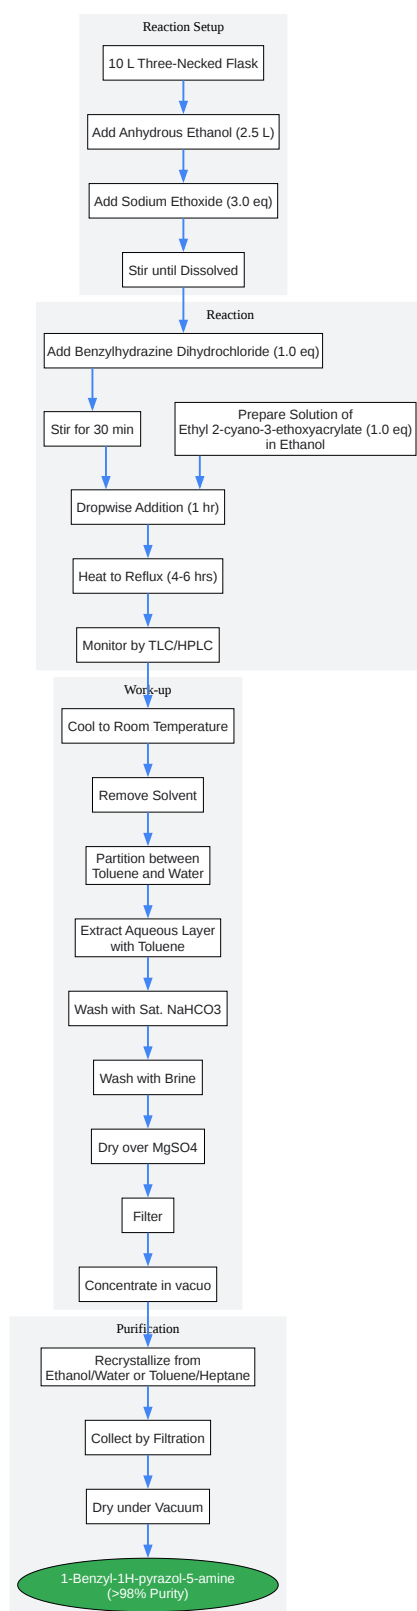 Reaction Setup
10 L Three-Necked Flask
Add Anhydrous Ethanol (2.5 L)
Add Sodium Ethoxide (3.0 eq)
Stir until Dissolved
Reaction
Add Benzylhydrazine Dihydrochloride (1.0 eq)
Stir for 30 min
Prepare Solution of
Ethyl 2-cyano-3-ethoxyacrylate (1.0 eq)
in Ethanol
Dropwise Addition (1 hr)
Heat to Reflux (4-6 hrs)
Monitor by TLC/HPLC
Work-up
Cool to Room Temperature
Remove Solvent
Partition between
Toluene and Water
Extract Aqueous Layer
with Toluene
Wash with Sat. NaHCO3
Wash with Brine
Dry over MgSO4
Filter
Concentrate in vacuo
Purification
Recrystallize from
Ethanol/Water or Toluene/Heptane
Collect by Filtration
Dry under Vacuum
1-Benzyl-1H-pyrazol-5-amine
(>98% Purity)